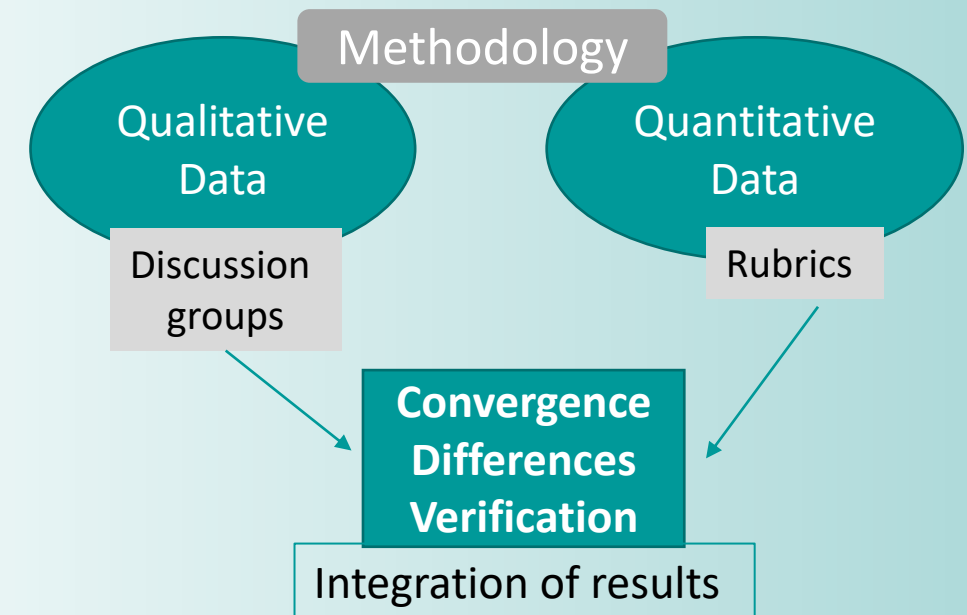 Methodology
Qualitative
Data
Quantitative
Data
Discussion
groups
Rubrics
Convergence
Differences
Verification
Integration of results